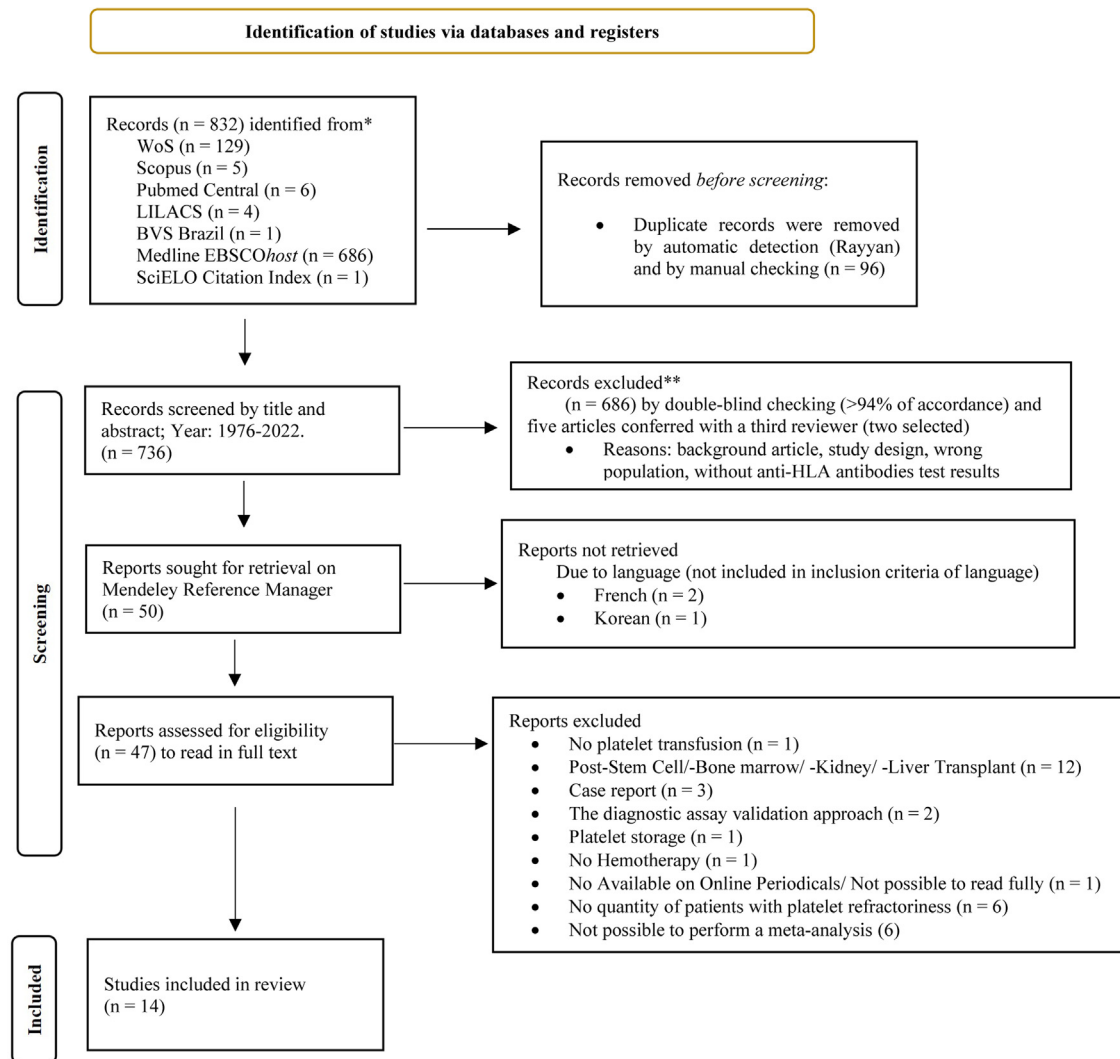 Identification of studies via databases and registers
Identification
Records (n = 832) identified from*
WoS (n = 129)
Scopus (n = 5)
Pubmed Central (n = 6)
LILACS (n = 4)
BVS Brazil (n = 1)
Medline EBSCOhost (n = 686)
SciELO Citation Index (n = 1)
Records removed before screening:
• Duplicate records were removed
by automatic detection (Rayyan)
and by manual checking (n = 96)
Screening
Records screened by title and
abstract; Year: 1976-2022.
(n = 736)
Records excluded**
(n = 686) by double-blind checking (>94% of accordance) and
five articles conferred with a third reviewer (two selected)
• Reasons: background article, study design, wrong
population, without anti-HLA antibodies test results
Reports sought for retrieval on
Mendeley Reference Manager
(n = 50)
Reports not retrieved
Due to language (not included in inclusion criteria of language)
• French (n = 2)
• Korean (n = 1)
Reports assessed for eligibility
(n = 47) to read in full text
Reports excluded
• No platelet transfusion (n = 1)
• Post-Stem Cell/-Bone marrow/ -Kidney/ -Liver Transplant (n = 12)
• Case report (n = 3)
• The diagnostic assay validation approach (n = 2)
• Platelet storage (n = 1)
• No Hemotherapy (n = 1)
• No Available on Online Periodicals/ Not possible to read fully (n = 1)
• No quantity of patients with platelet refractoriness (n = 6)
• Not possible to perform a meta-analysis (6)
Included
Studies included in review
(n = 14)